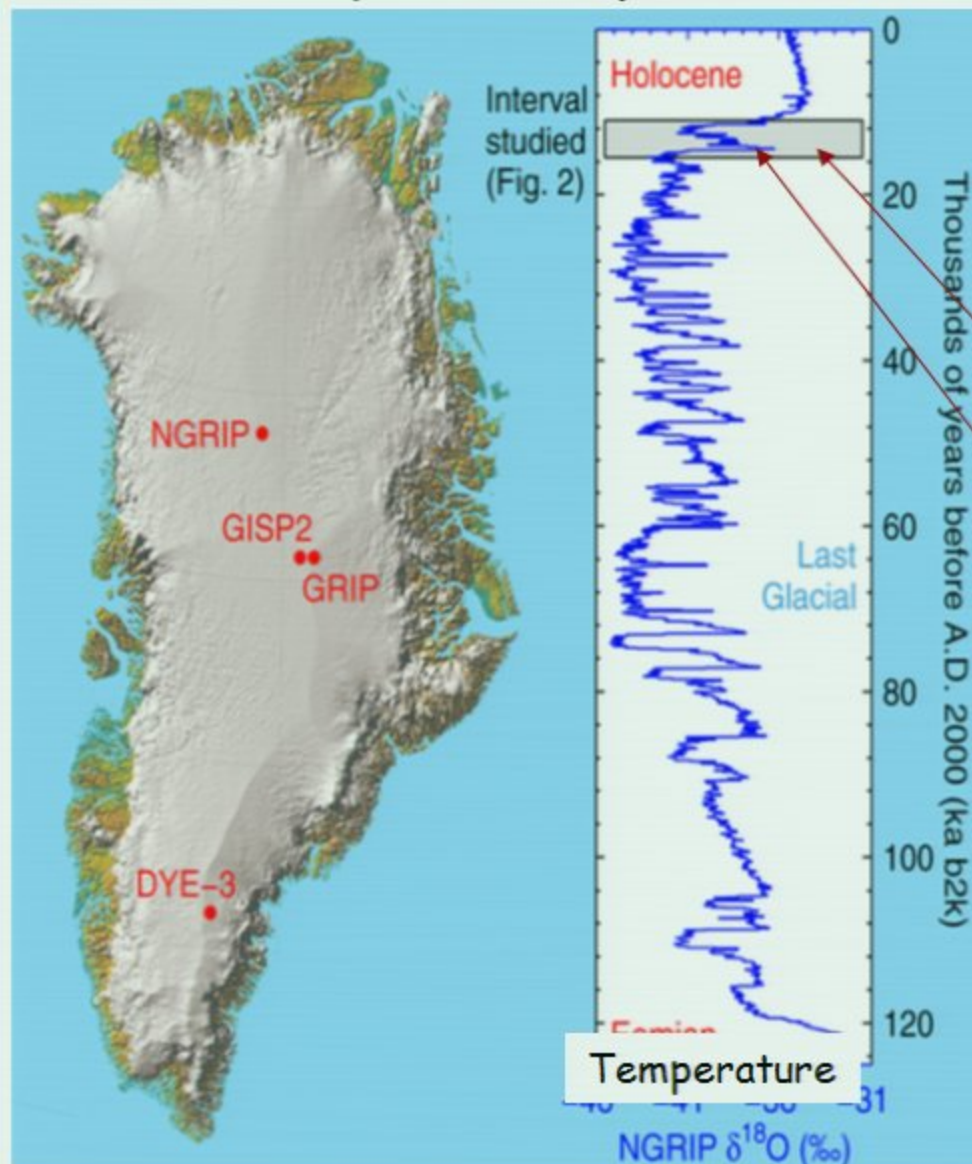 Interval
studied
(Fig. 2)
NGRIP
GISP2
GRIP
DYE–3
Holocene
Last
Glacial
0
20
40
60
80
100
120
Thousands of years before A.D. 2000 (ka b2k)
Temperature
−31
NGRIP δ¹⁸O (‰)